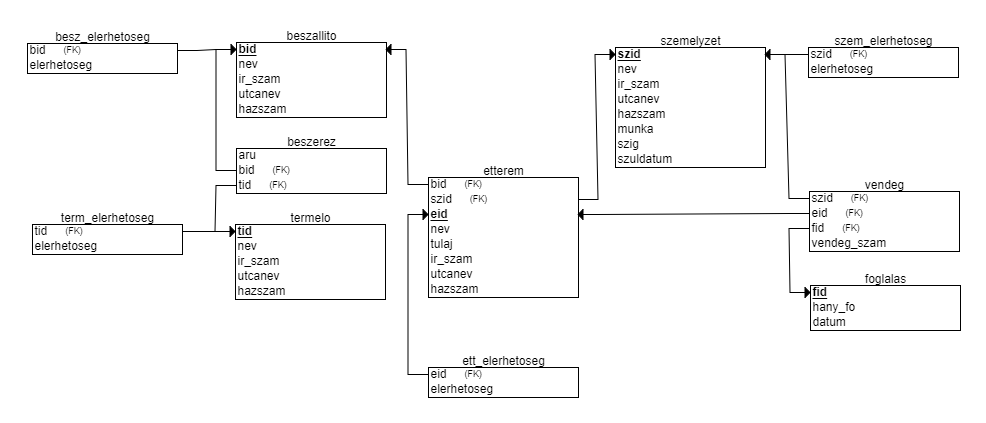 besz_elerhetoseg
bid (FK)
elerhetoseg
beszallito
bid
nev
ir_szam
utcanev
hazszam
beszerez
aru
bid (FK)
tid (FK)
term_elerhetoseg
tid (FK)
elerhetoseg
termelo
tid
nev
ir_szam
utcanev
hazszam
etterem
bid (FK)
szid (FK)
eid
nev
tulaj
ir_szam
utcanev
hazszam
ett_elerhetoseg
eid (FK)
elerhetoseg
szemelyzet
szid
nev
ir_szam
utcanev
hazszam
munka
szig
szuldatum
szem_elerhetoseg
szid (FK)
elerhetoseg
vendeg
szid (FK)
eid (FK)
fid (FK)
vendeg_szam
foglalas
fid
hany_fo
datum